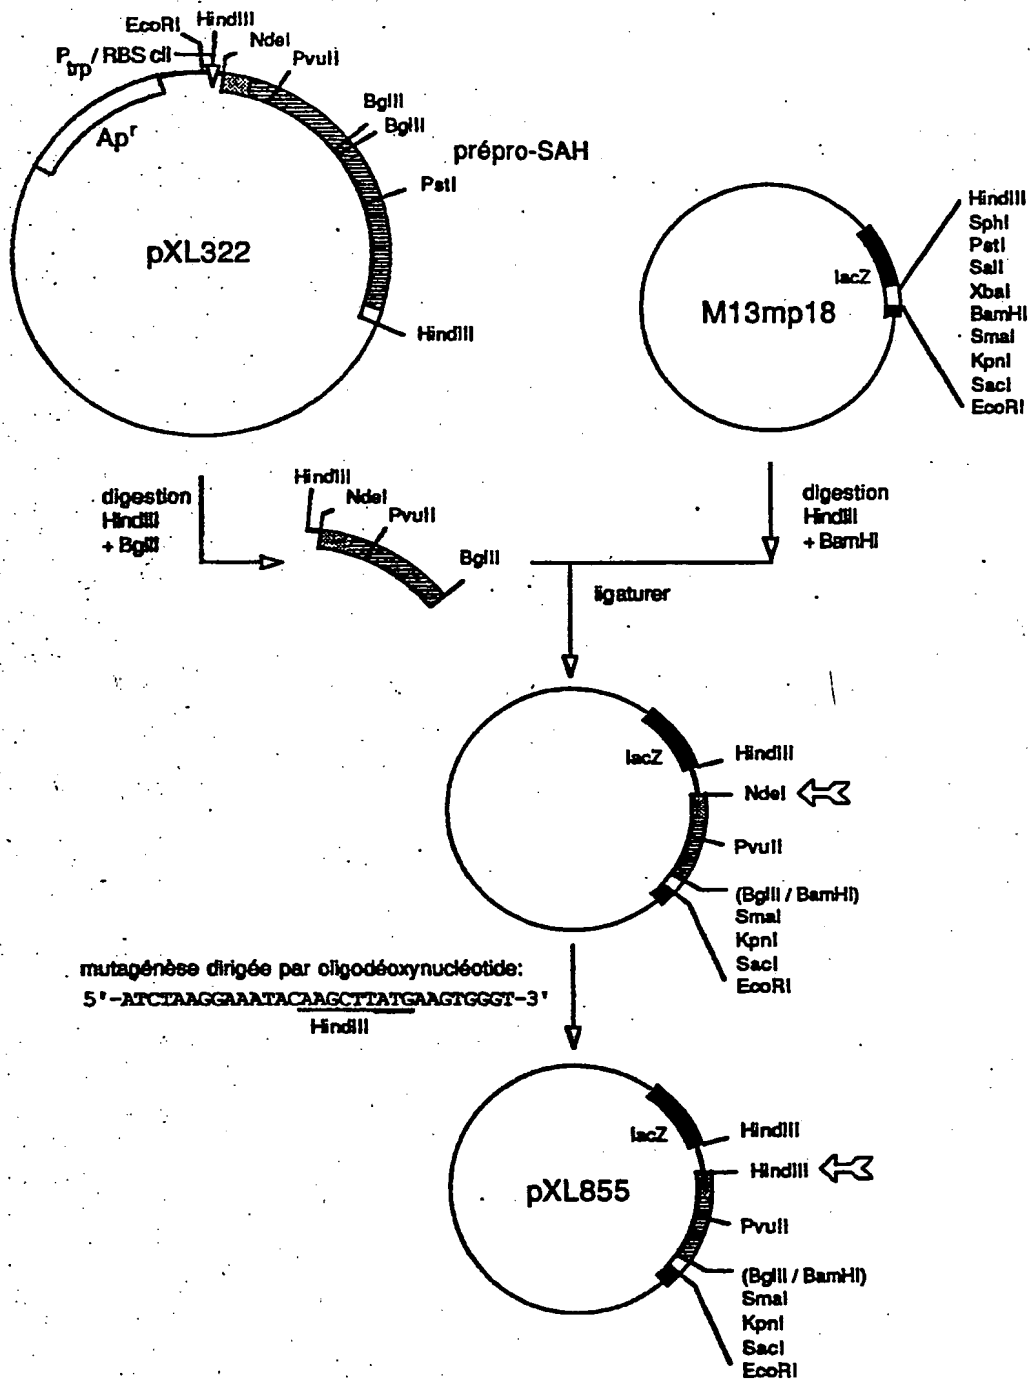 EcoRI
HindIII
Ptrp/ RBS cII
NdeI
PvuII
BglII
BglII
Apr
prépro-SAH
PstI
pXL322
HindIII
lacZ
M13mp18
HindIII
SphI
PstI
SalI
XbaI
BamHI
SmaI
KpnI
SacI
EcoRI
digestion
HindIII
+ BglII
HindIII
NdeI
PvuII
BglII
digestion
HindIII
+ BamHI
ligaturer
lacZ
HindIII
NdeI
PvuII
(BglII / BamHI)
SmaI
KpnI
SacI
EcoRI
mutagénèse dirigée par oligodéoxynucléotide:
5'-ATCTAAGGAAATACAAGCTTATGAAGTGGGT-3'
HindIII
lacZ
HindIII
HindIII
pXL855
PvuII
(BglII / BamHI)
SmaI
KpnI
SacI
EcoRI